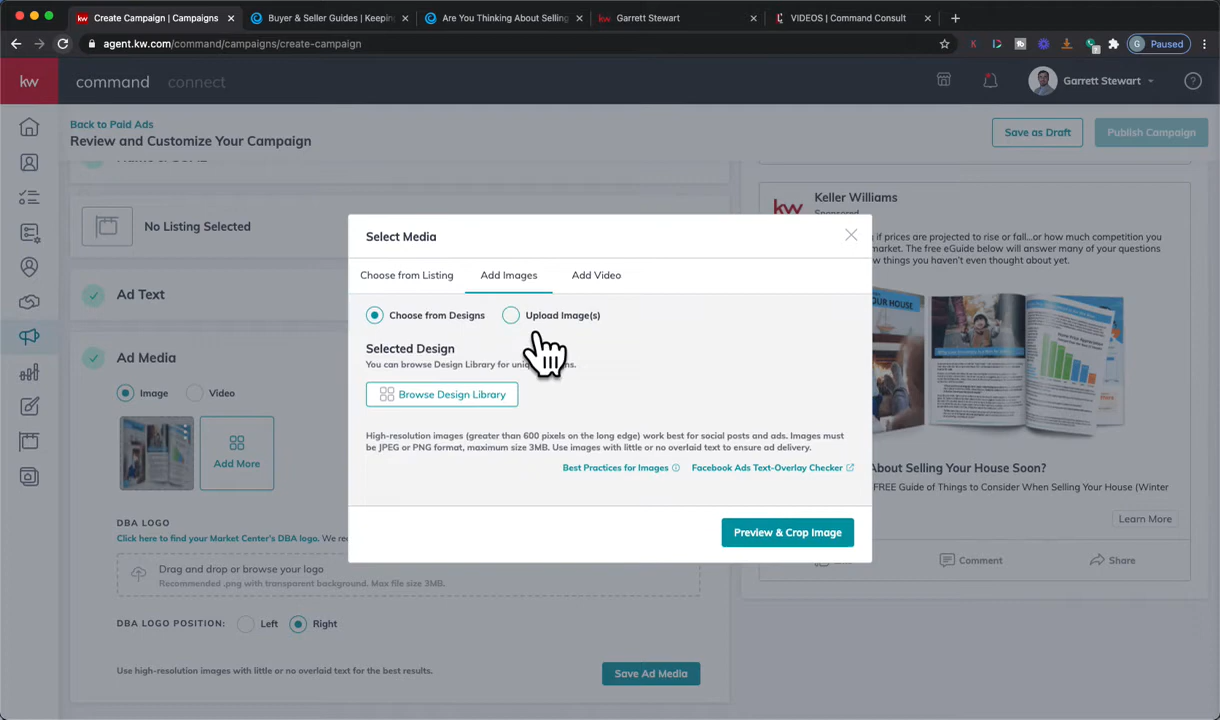 Create Campaign | Campaigns
Buyer & Seller Guides | Keepin
Are You Thinking About Selling
Garrett Stewart
VIDEOS | Command Consult
agent.kw.com/command/campaigns/create-campaign
G Paused
kw command connect
Garrett Stewart
Back to Paid Ads
Review and Customize Your Campaign
Save as Draft
Publish Campaign
No Listing Selected
Ad Text
Ad Media
Image
Video
Add More
DBA LOGO
Click here to find your Market Center's DBA logo. We re
Drag and drop or browse your logo
Recommended .png with transparent background. Max file size 3MB.
DBA LOGO POSITION:
Left
Right
Use high-resolution images with little or no overlaid text for the best results.
Save Ad Media
Select Media
Choose from Listing
Add Images
Add Video
Choose from Designs
Upload Image(s)
Selected Design
You can browse Design Library for
Browse Design Library
High-resolution images (greater than 600 pixels on the long edge) work best for social posts and ads. Images must
be JPEG or PNG format, maximum size 3MB. Use images with little or no overlaid text to ensure ad delivery.
Best Practices for Images
Facebook Ads Text-Overlay Checker
Preview & Crop Image
kw
Keller Williams
if prices are projected to rise or fall...or how much competition you
market. The free eGuide below will answer many of your questions
w things you haven't even thought about yet.
YOUR HOUSE
About Selling Your House Soon?
FREE Guide of Things to Consider When Selling Your House (Winter
Learn More
Comment
Share